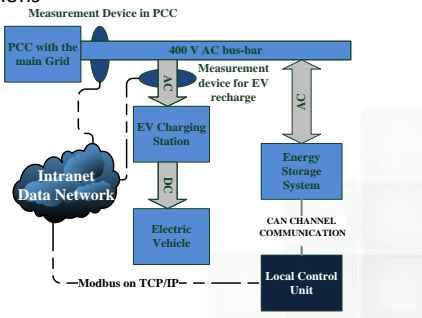 Measurement Device in PCC
PCC with the
main Grid
400 V AC bus-bar
AC
Measurement
device for EV
recharge
AC
EV Charging
Station
Intranet
Data Network
Energy
Storage
System
DC
CAN CHANNEL
COMMUNICATION
Electric
Vehicle
Modbus on TCP/IP
Local Control
Unit